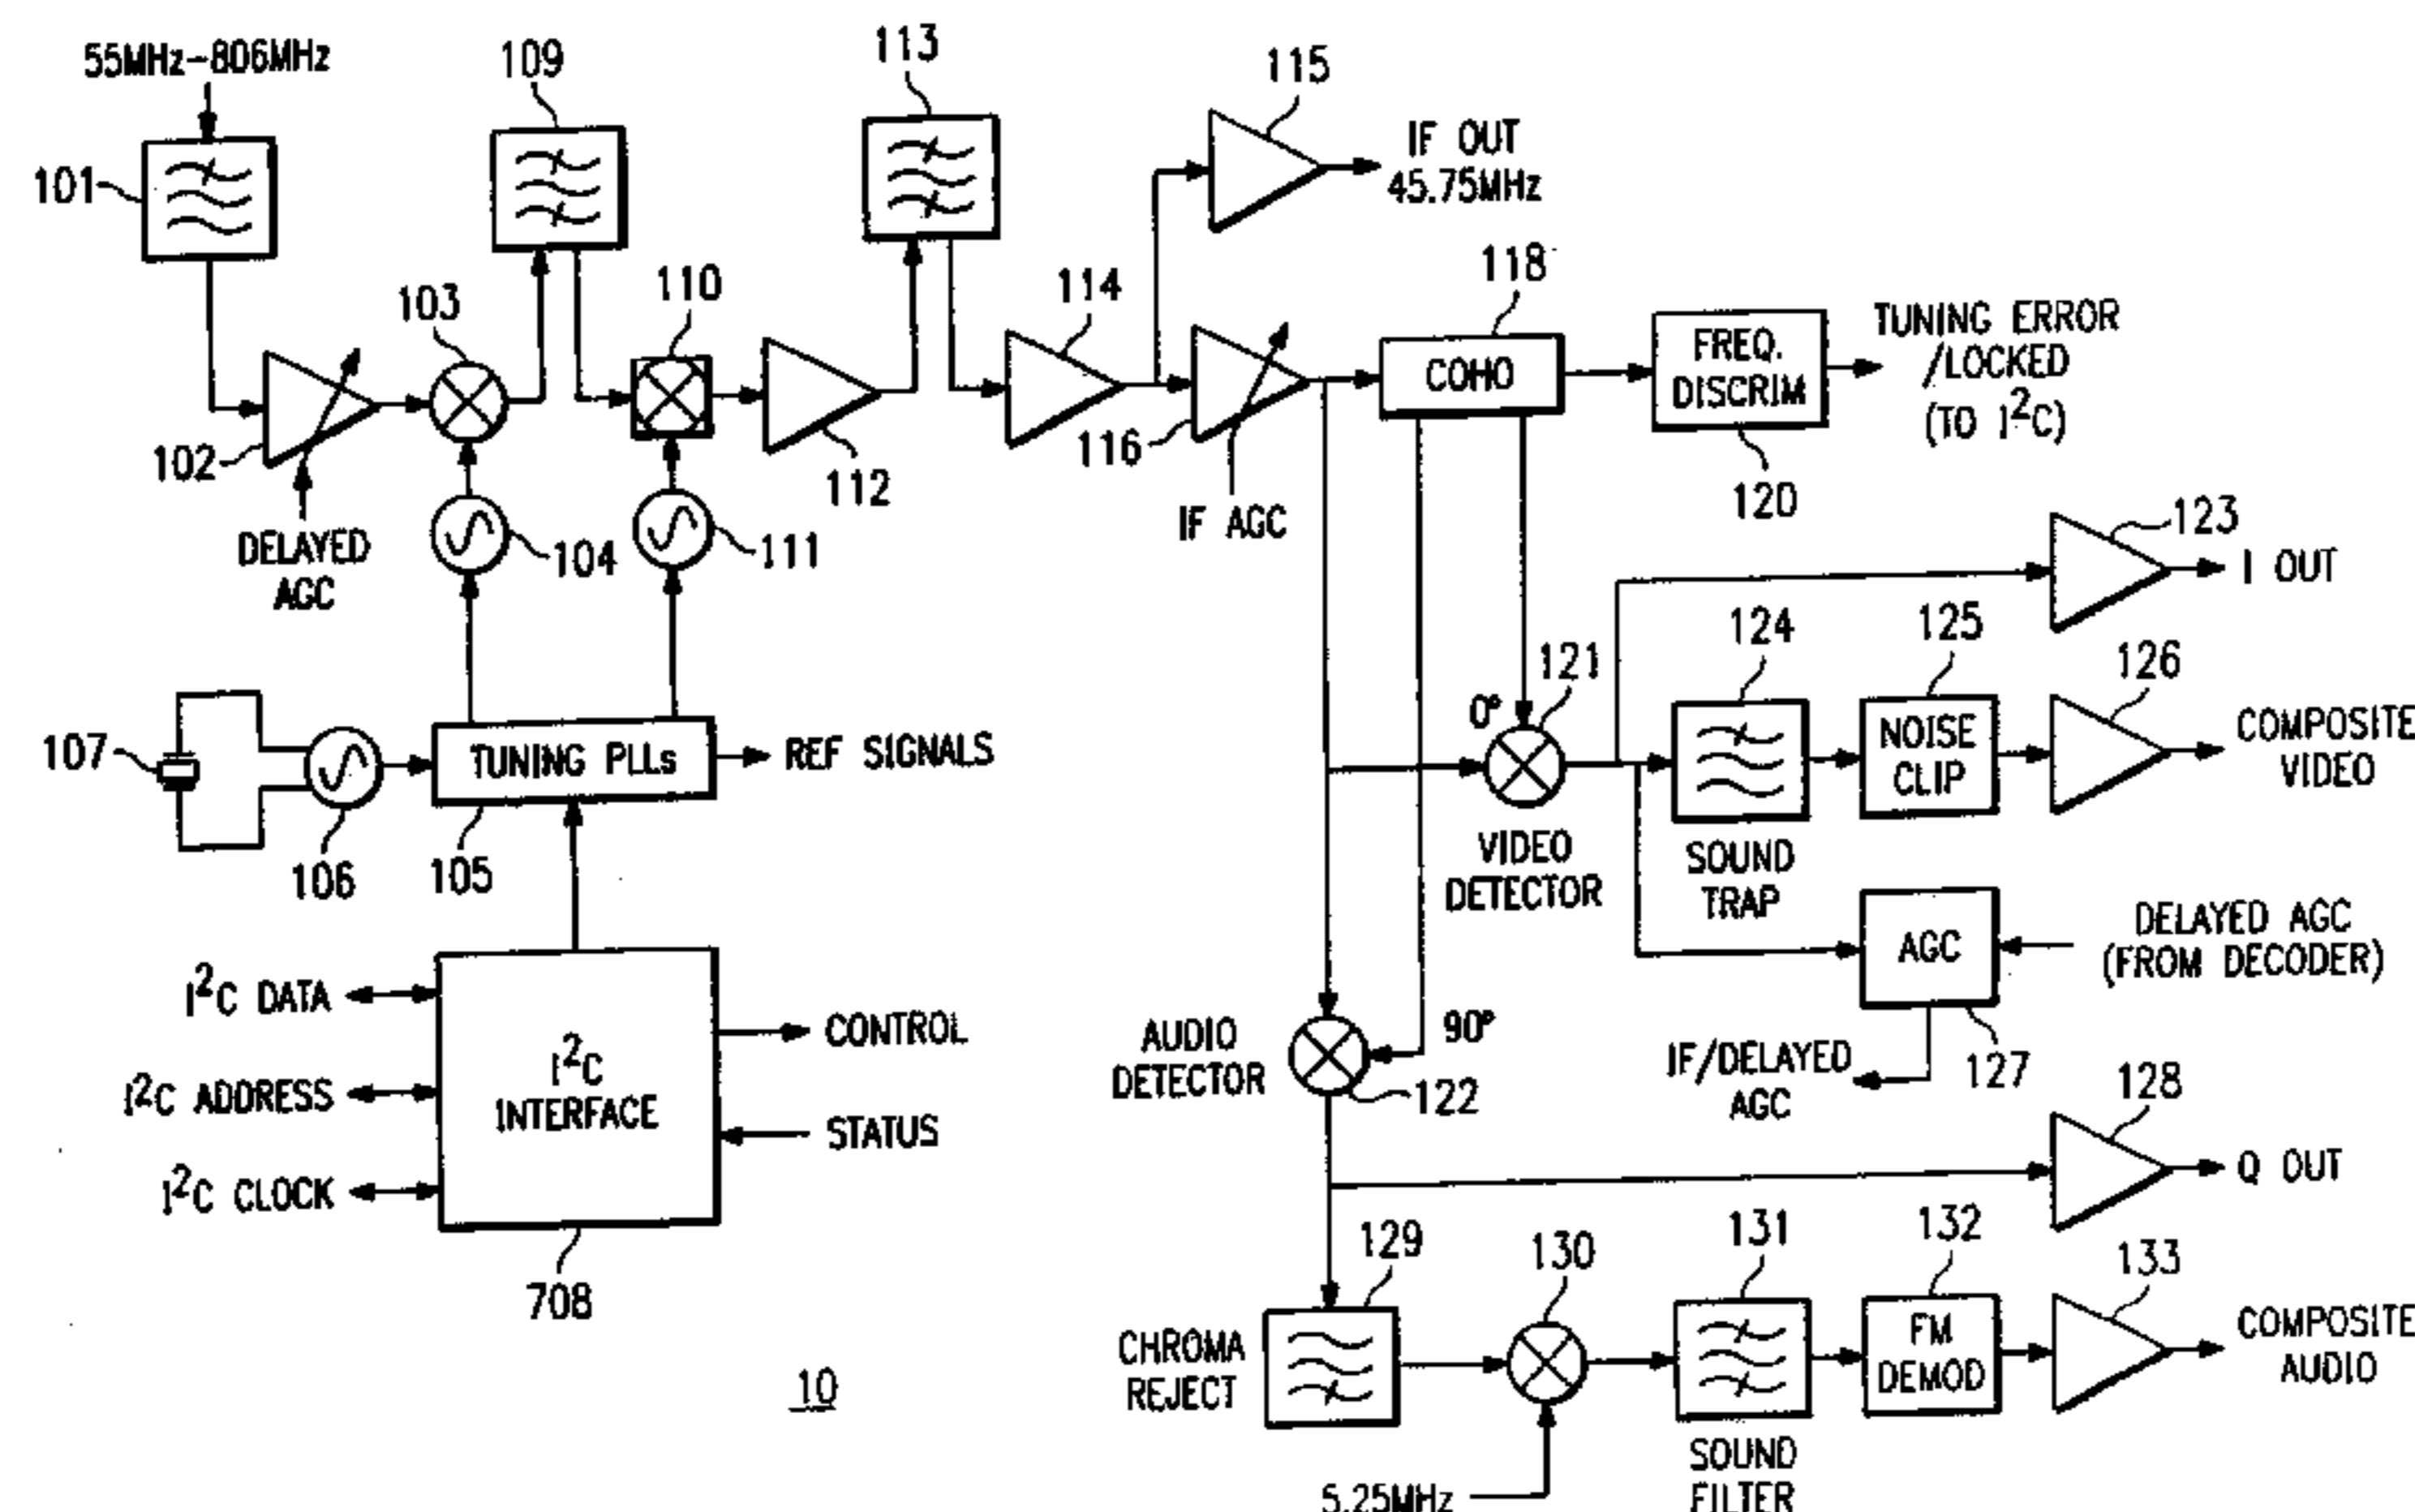 55MHz-806MHz
109
113
115
101
IF OUT
45.75MHz
103
110
114
118
COHO
FREQ.
DISCRIM
TUNING ERROR
/LOCKED
(TO I²C)
102
112
116
120
DELAYED
AGC
104
111
IF AGC
123
I OUT
124
125
126
121
0°
107
TUNING PLLs
REF SIGNALS
NOISE
CLIP
COMPOSITE
VIDEO
106
105
VIDEO
DETECTOR
SOUND
TRAP
AGC
DELAYED AGC
(FROM DECODER)
I²C DATA
I²C ADDRESS
I²C CLOCK
I²C
INTERFACE
CONTROL
STATUS
708
AUDIO
DETECTOR
90°
122
IF/DELAYED
AGC
127
128
Q OUT
129
130
131
132
133
CHROMA
REJECT
FM
DEMOD
COMPOSITE
AUDIO
10
5.25MHz
SOUND
FILTER